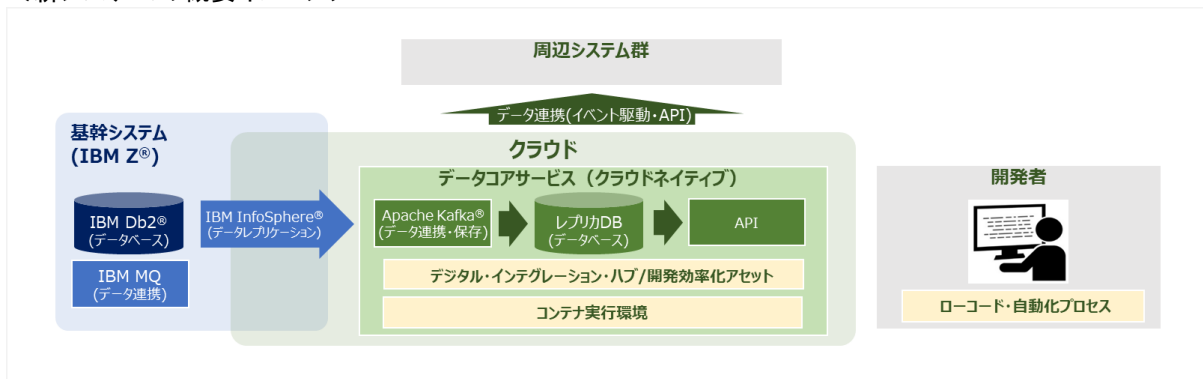 周辺システム群
データ連携(イベント駆動・API)
基幹システム
(IBM Z®)
クラウド
データコアサービス（クラウドネイティブ）
開発者
IBM Db2®
(データベース)
IBM InfoSphere®
(データレプリケーション)
Apache Kafka®
(データ連携・保存)
レプリカDB
(データベース)
API
IBM MQ
(データ連携)
デジタル・インテグレーション・ハブ/開発効率化アセット
コンテナ実行環境
ローコード・自動化プロセス